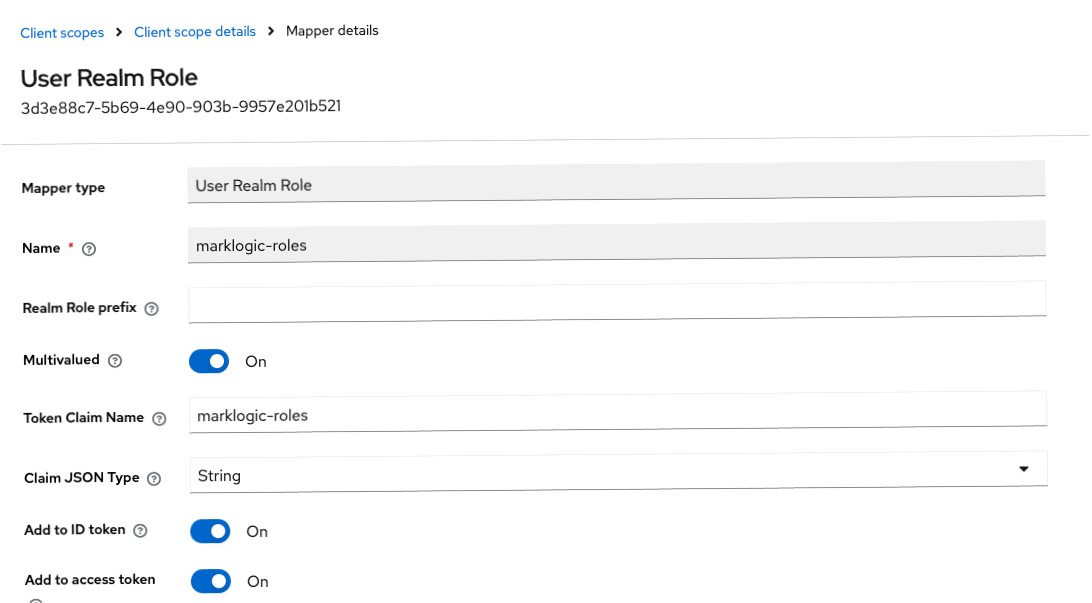 Client scopes > Client scope details > Mapper details
User Realm Role
3d3e88c7-5b69-4e90-903b-9957e201b521
Mapper type User Realm Role
Name * ? marklogic-roles
Realm Role prefix ?
Multivalued ? On
Token Claim Name ? marklogic-roles
Claim JSON Type ? String
Add to ID token ? On
Add to access token On